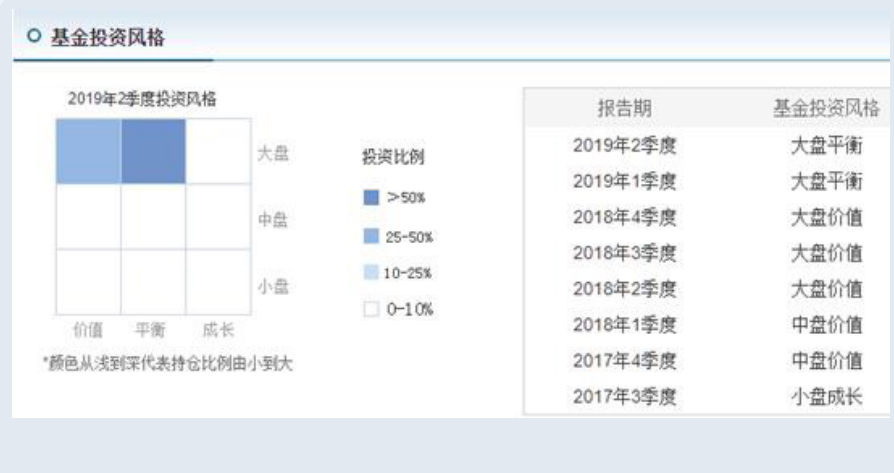 基金投资风格
2019年2季度投资风格
大盘
中盘
小盘
价值 平衡 成长
*颜色从浅到深代表持仓比例由小到大
投资比例
>50%
25-50%
10-25%
0-10%
报告期 基金投资风格
2019年2季度 大盘平衡
2019年1季度 大盘平衡
2018年4季度 大盘价值
2018年3季度 大盘价值
2018年2季度 大盘价值
2018年1季度 中盘价值
2017年4季度 中盘价值
2017年3季度 小盘成长